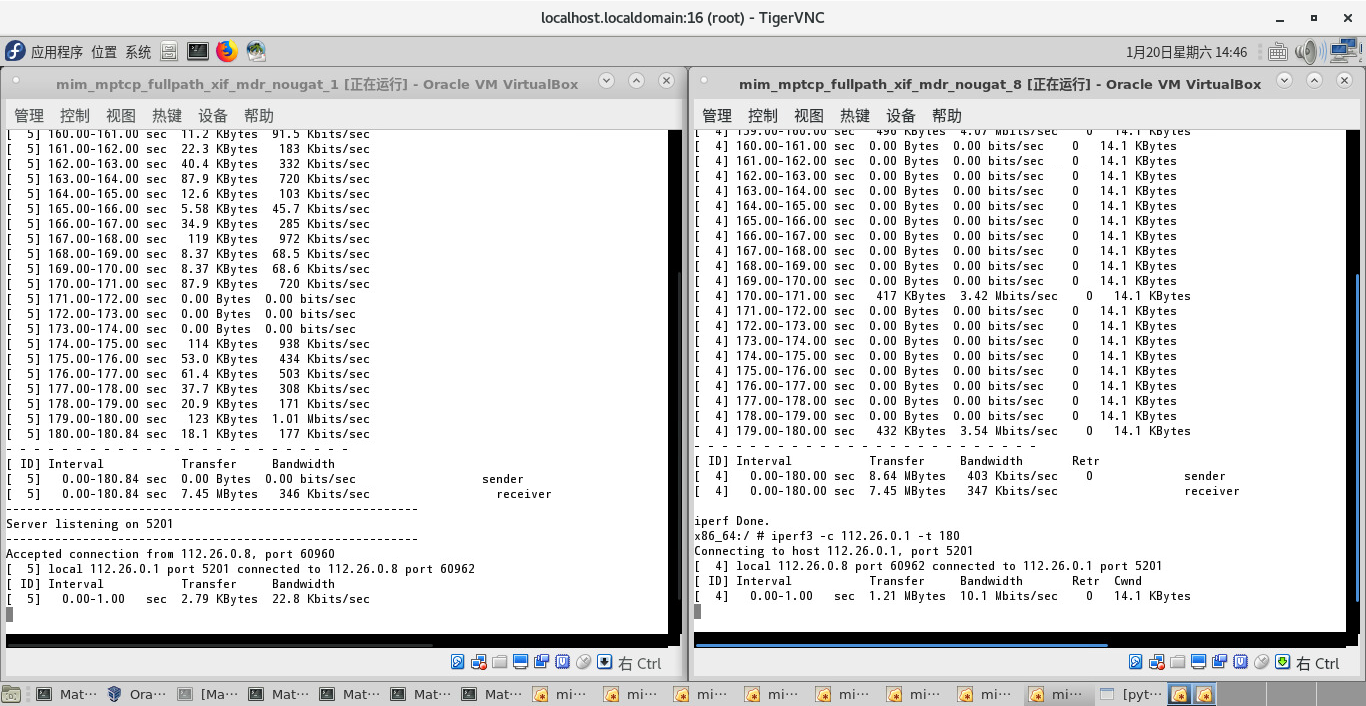 localhost.localdomain:16 (root) - TigerVNC
应用程序 位置 系统
1月20日星期六 14:46
mim_mptcp_fullpath_xif_mdr_nougat_1 [正在运行] - Oracle VM VirtualBox
管理 控制 视图 热键 设备 帮助
[  5] 160.00-161.00 sec  11.2 KBytes  91.5 Kbits/sec
[  5] 161.00-162.00 sec  22.3 KBytes   183 Kbits/sec
[  5] 162.00-163.00 sec  40.4 KBytes   332 Kbits/sec
[  5] 163.00-164.00 sec  87.9 KBytes   720 Kbits/sec
[  5] 164.00-165.00 sec  12.6 KBytes   103 Kbits/sec
[  5] 165.00-166.00 sec  5.58 KBytes  45.7 Kbits/sec
[  5] 166.00-167.00 sec  34.9 KBytes   285 Kbits/sec
[  5] 167.00-168.00 sec   119 KBytes   972 Kbits/sec
[  5] 168.00-169.00 sec  8.37 KBytes  68.5 Kbits/sec
[  5] 169.00-170.00 sec  8.37 KBytes  68.6 Kbits/sec
[  5] 170.00-171.00 sec  87.9 KBytes   720 Kbits/sec
[  5] 171.00-172.00 sec  0.00 Bytes  0.00 bits/sec
[  5] 172.00-173.00 sec  0.00 Bytes  0.00 bits/sec
[  5] 173.00-174.00 sec  0.00 Bytes  0.00 bits/sec
[  5] 174.00-175.00 sec   114 KBytes   938 Kbits/sec
[  5] 175.00-176.00 sec  53.0 KBytes   434 Kbits/sec
[  5] 176.00-177.00 sec  61.4 KBytes   503 Kbits/sec
[  5] 177.00-178.00 sec  37.7 KBytes   308 Kbits/sec
[  5] 178.00-179.00 sec  20.9 KBytes   171 Kbits/sec
[  5] 179.00-180.00 sec   123 KBytes  1.01 Mbits/sec
[  5] 180.00-180.84 sec  18.1 KBytes   177 Kbits/sec
- - - - - - - - - - - - - - - - - - - - - - - - -
[ ID] Interval           Transfer     Bandwidth
[  5]   0.00-180.84 sec  0.00 Bytes  0.00 bits/sec                  sender
[  5]   0.00-180.84 sec  7.45 MBytes   346 Kbits/sec                  receiver
-----------------------------------------------------------
Server listening on 5201
-----------------------------------------------------------
Accepted connection from 112.26.0.8, port 60960
[  5] local 112.26.0.1 port 5201 connected to 112.26.0.8 port 60962
[ ID] Interval           Transfer     Bandwidth
[  5]   0.00-1.00   sec  2.79 KBytes  22.8 Kbits/sec
右 Ctrl
mim_mptcp_fullpath_xif_mdr_nougat_8 [正在运行] - Oracle VM VirtualBox
管理 控制 视图 热键 设备 帮助
[  4] 159.00-160.00 sec   496 KBytes  4.07 Mbits/sec    0   14.1 KBytes
[  4] 160.00-161.00 sec  0.00 Bytes  0.00 bits/sec    0   14.1 KBytes
[  4] 161.00-162.00 sec  0.00 Bytes  0.00 bits/sec    0   14.1 KBytes
[  4] 162.00-163.00 sec  0.00 Bytes  0.00 bits/sec    0   14.1 KBytes
[  4] 163.00-164.00 sec  0.00 Bytes  0.00 bits/sec    0   14.1 KBytes
[  4] 164.00-165.00 sec  0.00 Bytes  0.00 bits/sec    0   14.1 KBytes
[  4] 165.00-166.00 sec  0.00 Bytes  0.00 bits/sec    0   14.1 KBytes
[  4] 166.00-167.00 sec  0.00 Bytes  0.00 bits/sec    0   14.1 KBytes
[  4] 167.00-168.00 sec  0.00 Bytes  0.00 bits/sec    0   14.1 KBytes
[  4] 168.00-169.00 sec  0.00 Bytes  0.00 bits/sec    0   14.1 KBytes
[  4] 169.00-170.00 sec  0.00 Bytes  0.00 bits/sec    0   14.1 KBytes
[  4] 170.00-171.00 sec   417 KBytes  3.42 Mbits/sec    0   14.1 KBytes
[  4] 171.00-172.00 sec  0.00 Bytes  0.00 bits/sec    0   14.1 KBytes
[  4] 172.00-173.00 sec  0.00 Bytes  0.00 bits/sec    0   14.1 KBytes
[  4] 173.00-174.00 sec  0.00 Bytes  0.00 bits/sec    0   14.1 KBytes
[  4] 174.00-175.00 sec  0.00 Bytes  0.00 bits/sec    0   14.1 KBytes
[  4] 175.00-176.00 sec  0.00 Bytes  0.00 bits/sec    0   14.1 KBytes
[  4] 176.00-177.00 sec  0.00 Bytes  0.00 bits/sec    0   14.1 KBytes
[  4] 177.00-178.00 sec  0.00 Bytes  0.00 bits/sec    0   14.1 KBytes
[  4] 178.00-179.00 sec  0.00 Bytes  0.00 bits/sec    0   14.1 KBytes
[  4] 179.00-180.00 sec   432 KBytes  3.54 Mbits/sec    0   14.1 KBytes
- - - - - - - - - - - - - - - - - - - - - - - - -
[ ID] Interval           Transfer     Bandwidth       Retr
[  4]   0.00-180.00 sec  8.64 MBytes   403 Kbits/sec    0             sender
[  4]   0.00-180.00 sec  7.45 MBytes   347 Kbits/sec                  receiver
iperf Done.
x86_64:/ # iperf3 -c 112.26.0.1 -t 180
Connecting to host 112.26.0.1, port 5201
[  4] local 112.26.0.8 port 60962 connected to 112.26.0.1 port 5201
[ ID] Interval           Transfer     Bandwidth       Retr  Cwnd
[  4]   0.00-1.00   sec  1.21 MBytes  10.1 Mbits/sec    0   14.1 KBytes
右 Ctrl
Mat··· Ora··· [Ma··· Mat··· Mat··· Mat··· Mat··· mi··· mi··· mi··· mi··· mi··· mi··· mi··· mi··· [pyt···